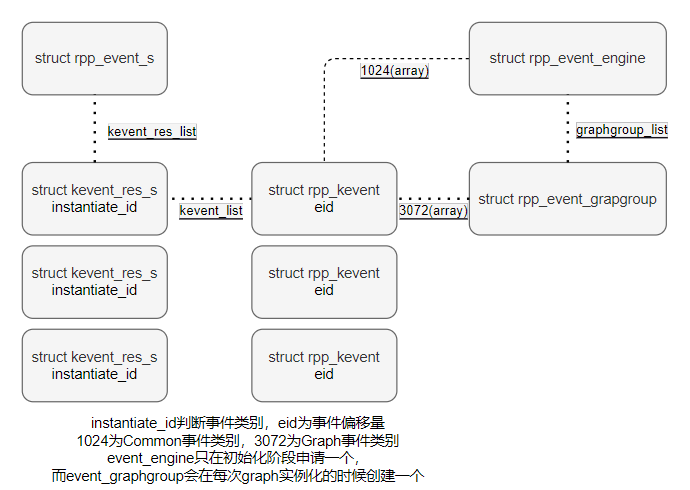 struct rpp_event_s
struct rpp_event_engine
1024(array)
kevent_res_list
graphgroup_list
struct kevent_res_s
instantiate_id
kevent_list
struct rpp_kevent
eid
3072(array)
struct rpp_event_grapgroup
struct kevent_res_s
instantiate_id
struct rpp_kevent
eid
struct kevent_res_s
instantiate_id
struct rpp_kevent
eid
instantiate_id判断事件类别，eid为事件偏移量
1024为Common事件类别，3072为Graph事件类别
event_engine只在初始化阶段申请一个，
而event_graphgroup会在每次graph实例化的时候创建一个